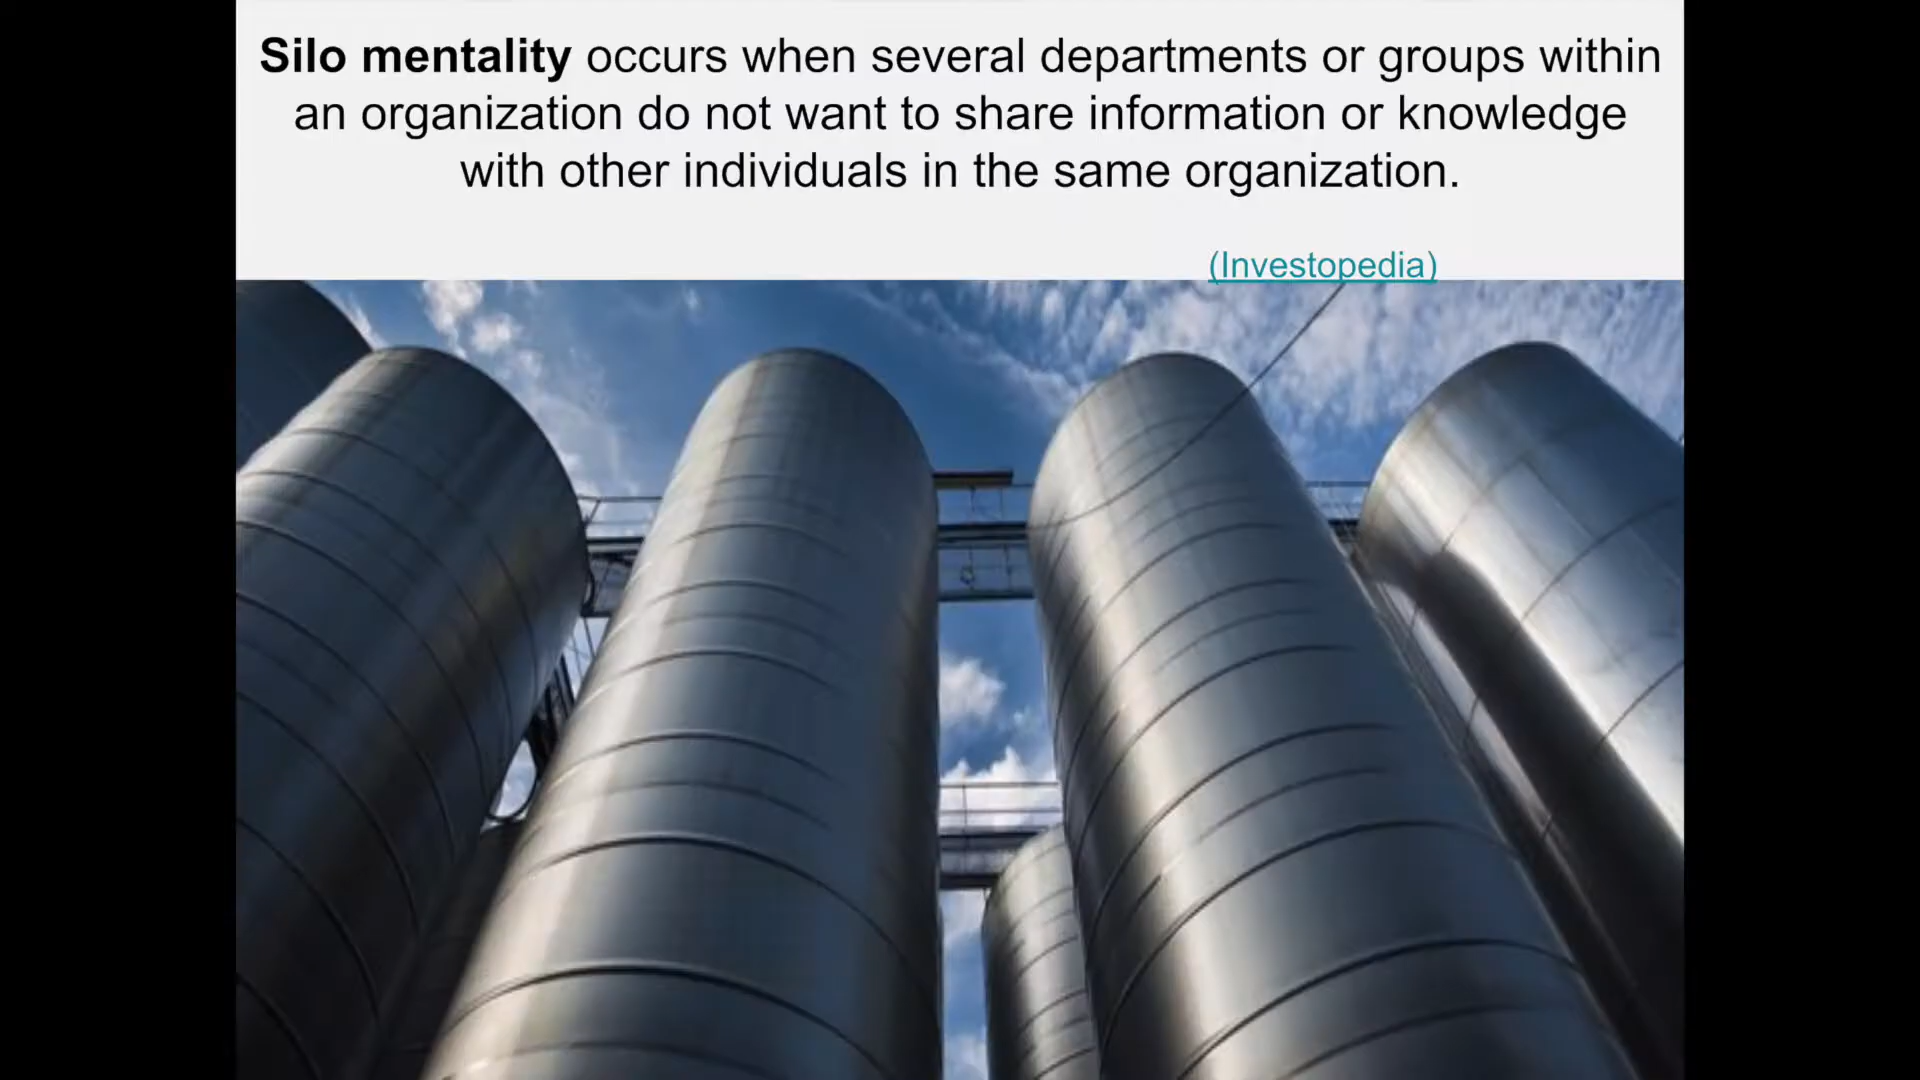 Silo mentality occurs when several departments or groups within
an organization do not want to share information or knowledge
with other individuals in the same organization.
(Investopedia)